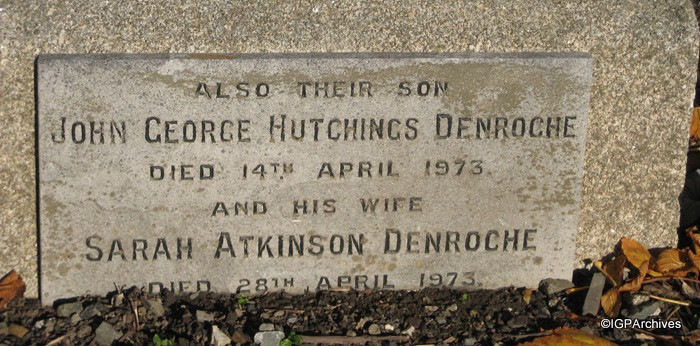 ALSO THEIR SON
JOHN GEORGE HUTCHINGS DENROCHE
DIED 14TH APRIL 1973.
AND HIS WIFE
SARAH ATKINSON DENROCHE
DIED 28TH APRIL 1973.
©IGPArchives